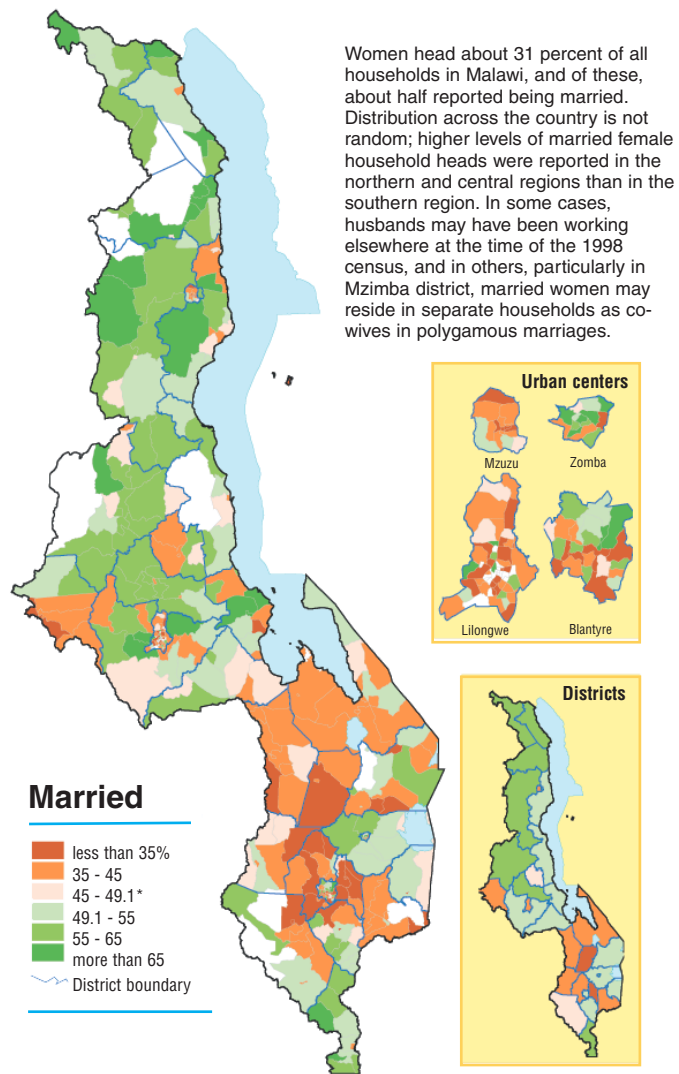 Women head about 31 percent of all
households in Malawi, and of these,
about half reported being married.
Distribution across the country is not
random; higher levels of married female
household heads were reported in the
northern and central regions than in the
southern region. In some cases,
husbands may have been working
elsewhere at the time of the 1998
census, and in others, particularly in
Mzimba district, married women may
reside in separate households as co-
wives in polygamous marriages.
Urban centers
Mzuzu
Zomba
Lilongwe
Blantyre
Districts
Married
less than 35%
35 - 45
45 - 49.1*
49.1 - 55
55 - 65
more than 65
District boundary